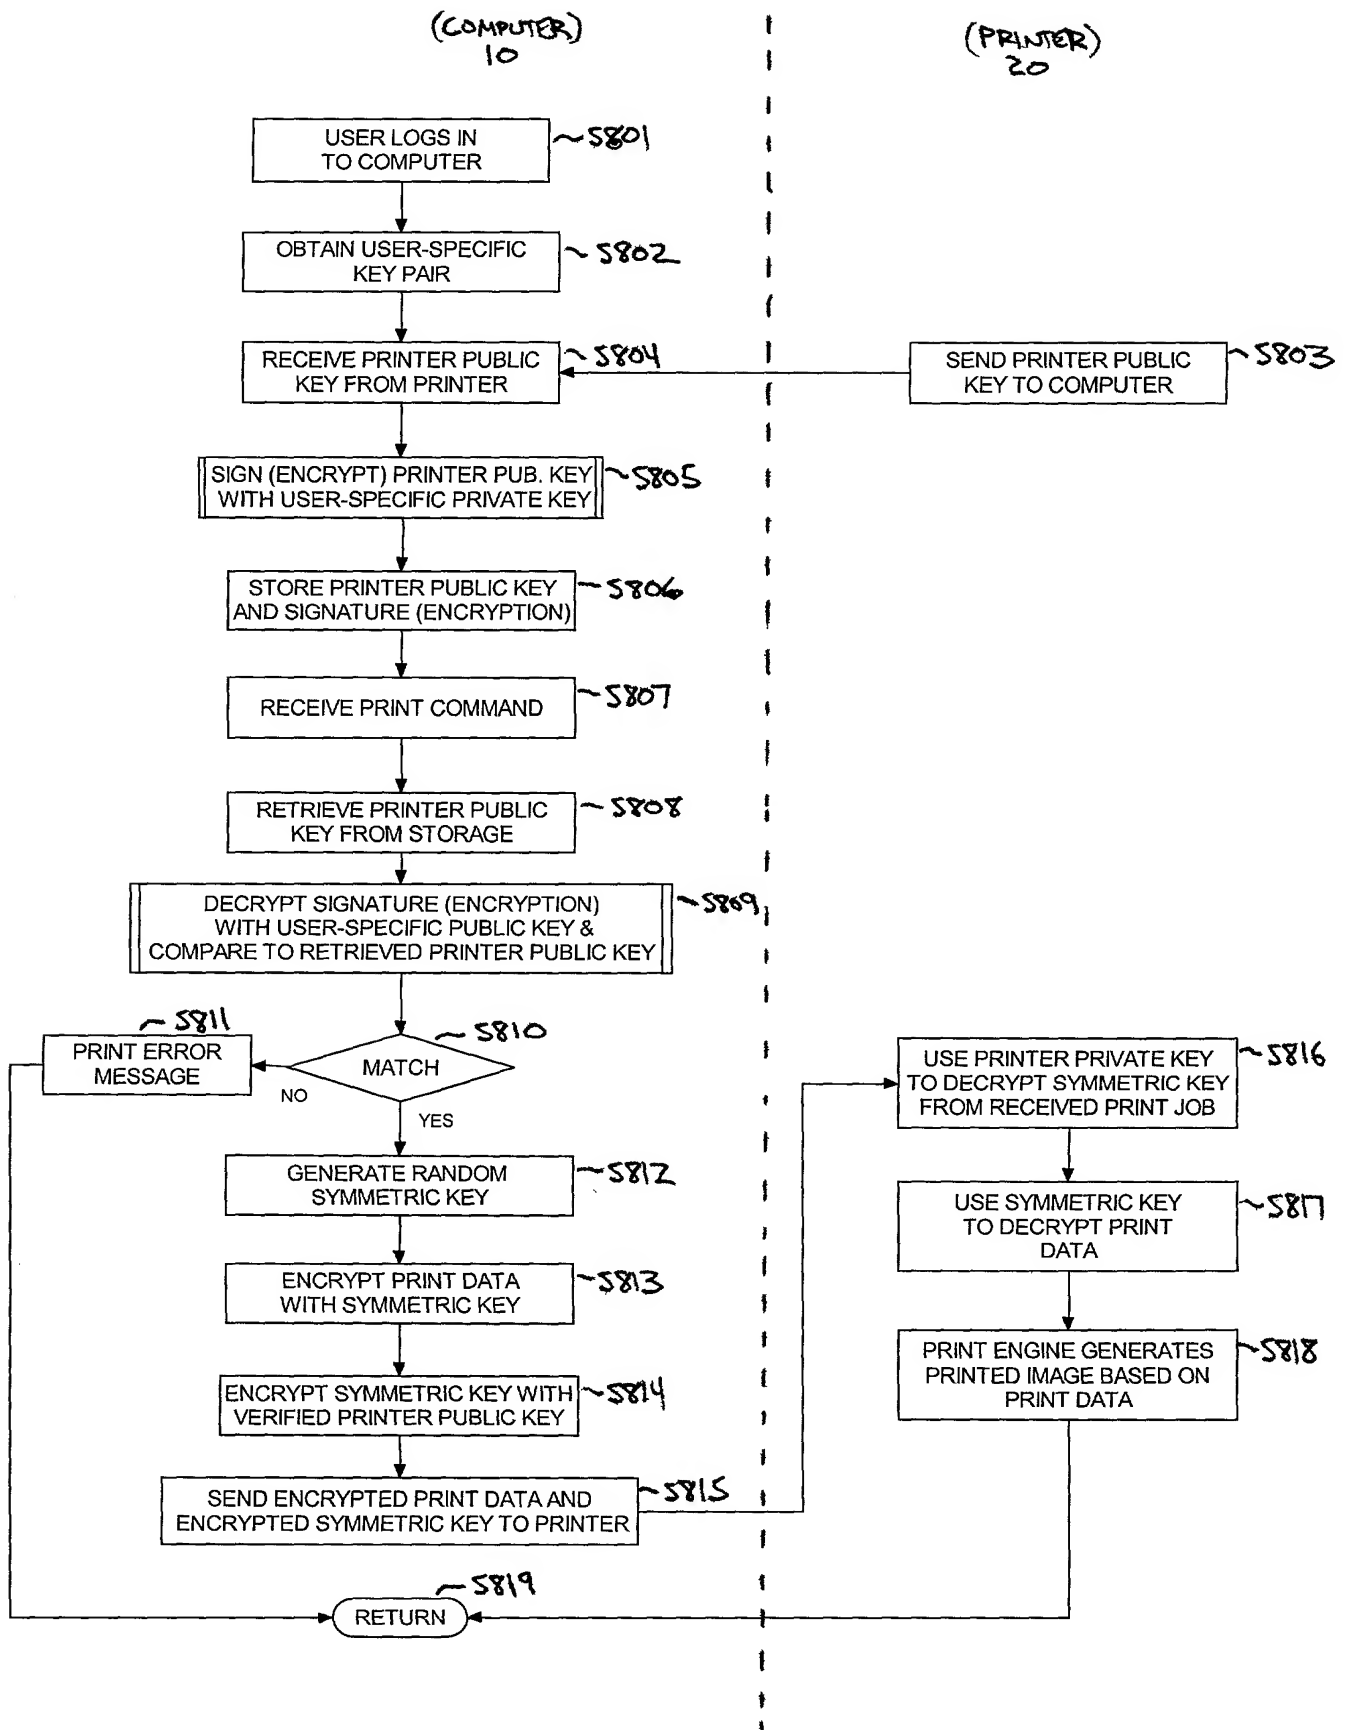 (COMPUTER)
10
(PRINTER)
20
USER LOGS IN
TO COMPUTER
S801
OBTAIN USER-SPECIFIC
KEY PAIR
S802
RECEIVE PRINTER PUBLIC
KEY FROM PRINTER
S804
SEND PRINTER PUBLIC
KEY TO COMPUTER
S803
SIGN (ENCRYPT) PRINTER PUB. KEY
WITH USER-SPECIFIC PRIVATE KEY
S805
STORE PRINTER PUBLIC KEY
AND SIGNATURE (ENCRYPTION)
S806
RECEIVE PRINT COMMAND
S807
RETRIEVE PRINTER PUBLIC
KEY FROM STORAGE
S808
DECRYPT SIGNATURE (ENCRYPTION)
WITH USER-SPECIFIC PUBLIC KEY &
COMPARE TO RETRIEVED PRINTER PUBLIC KEY
S809
S811
PRINT ERROR
MESSAGE
S810
MATCH
NO
YES
GENERATE RANDOM
SYMMETRIC KEY
S812
ENCRYPT PRINT DATA
WITH SYMMETRIC KEY
S813
ENCRYPT SYMMETRIC KEY WITH
VERIFIED PRINTER PUBLIC KEY
S814
SEND ENCRYPTED PRINT DATA AND
ENCRYPTED SYMMETRIC KEY TO PRINTER
S815
USE PRINTER PRIVATE KEY
TO DECRYPT SYMMETRIC KEY
FROM RECEIVED PRINT JOB
S816
USE SYMMETRIC KEY
TO DECRYPT PRINT
DATA
S817
PRINT ENGINE GENERATES
PRINTED IMAGE BASED ON
PRINT DATA
S818
S819
RETURN